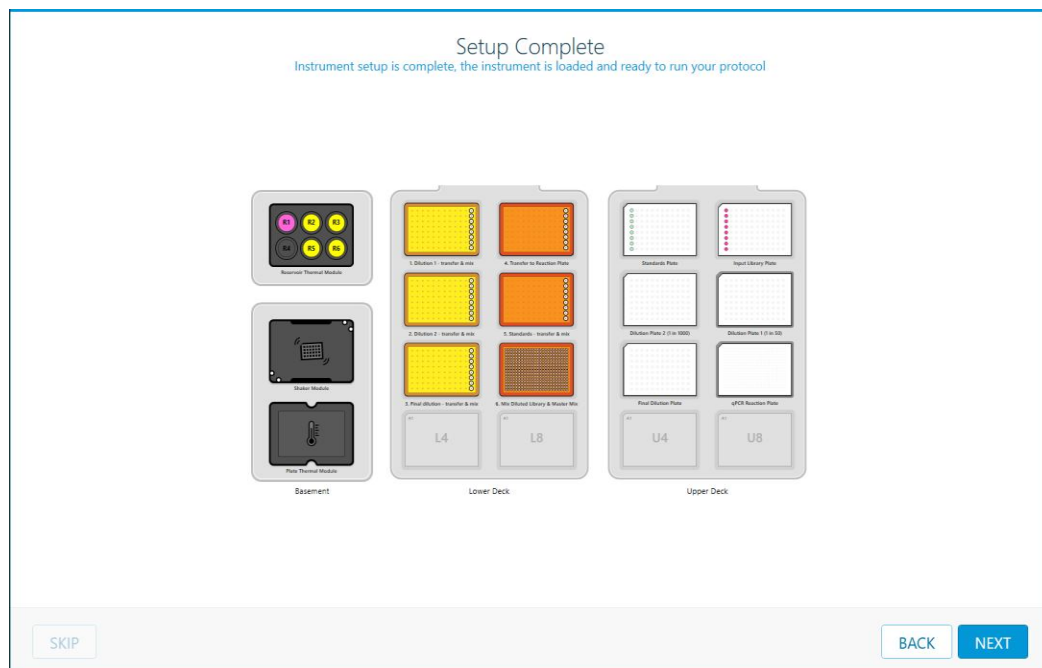 Setup Complete
Instrument setup is complete, the instrument is loaded and ready to run your protocol
R1 R2 R3
R4 R5 R6
Reservoir Thermal Module
Shaker Module
Plate Thermal Module
Basement
1. Dilution 1 - transfer & mix
4. Transfer to Reaction Plate
2. Dilution 2 - transfer & mix
5. Standards - transfer & mix
3. Final dilution - transfer & mix
6. Mix Diluted Library & Master Mix
L4
L8
Lower Deck
Standards Plate
Input Library Plate
Dilution Plate 2 (1 in 1000)
Dilution Plate 1 (1 in 50)
Final Dilution Plate
qPCR Reaction Plate
U4
U8
Upper Deck
SKIP
BACK
NEXT